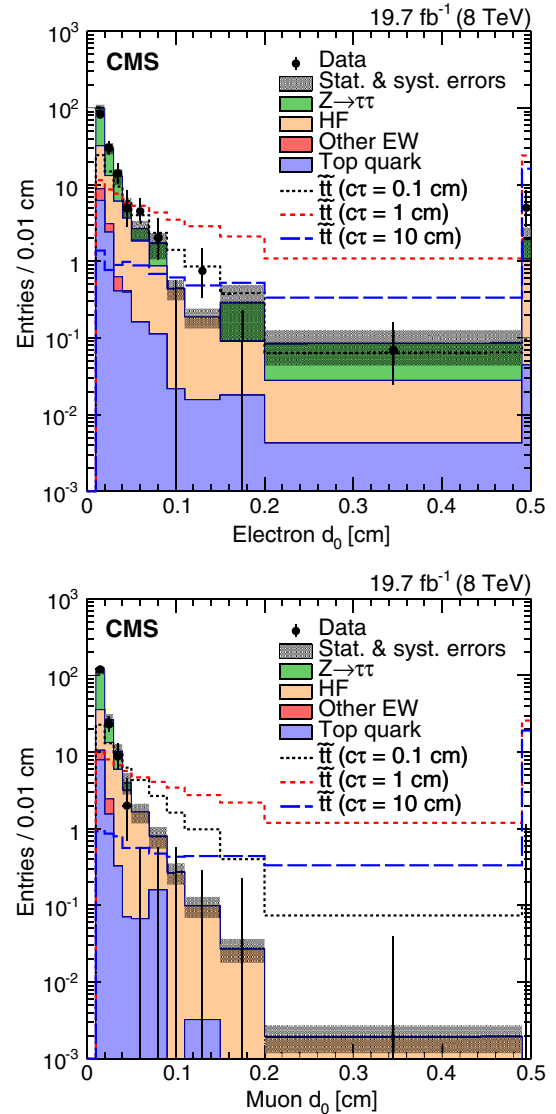 19.7 fb⁻¹ (8 TeV)
CMS
Data
Stat. & syst. errors
Z→ττ
HF
Other EW
Top quark
t̃t̃ (cτ = 0.1 cm)
t̃t̃ (cτ = 1 cm)
t̃t̃ (cτ = 10 cm)
Entries / 0.01 cm
10³
10²
10
1
10⁻¹
10⁻²
10⁻³
0 0.1 0.2 0.3 0.4 0.5
Electron d₀ [cm]
19.7 fb⁻¹ (8 TeV)
CMS
Data
Stat. & syst. errors
Z→ττ
HF
Other EW
Top quark
t̃t̃ (cτ = 0.1 cm)
t̃t̃ (cτ = 1 cm)
t̃t̃ (cτ = 10 cm)
Entries / 0.01 cm
10³
10²
10
1
10⁻¹
10⁻²
10⁻³
0 0.1 0.2 0.3 0.4 0.5
Muon d₀ [cm]